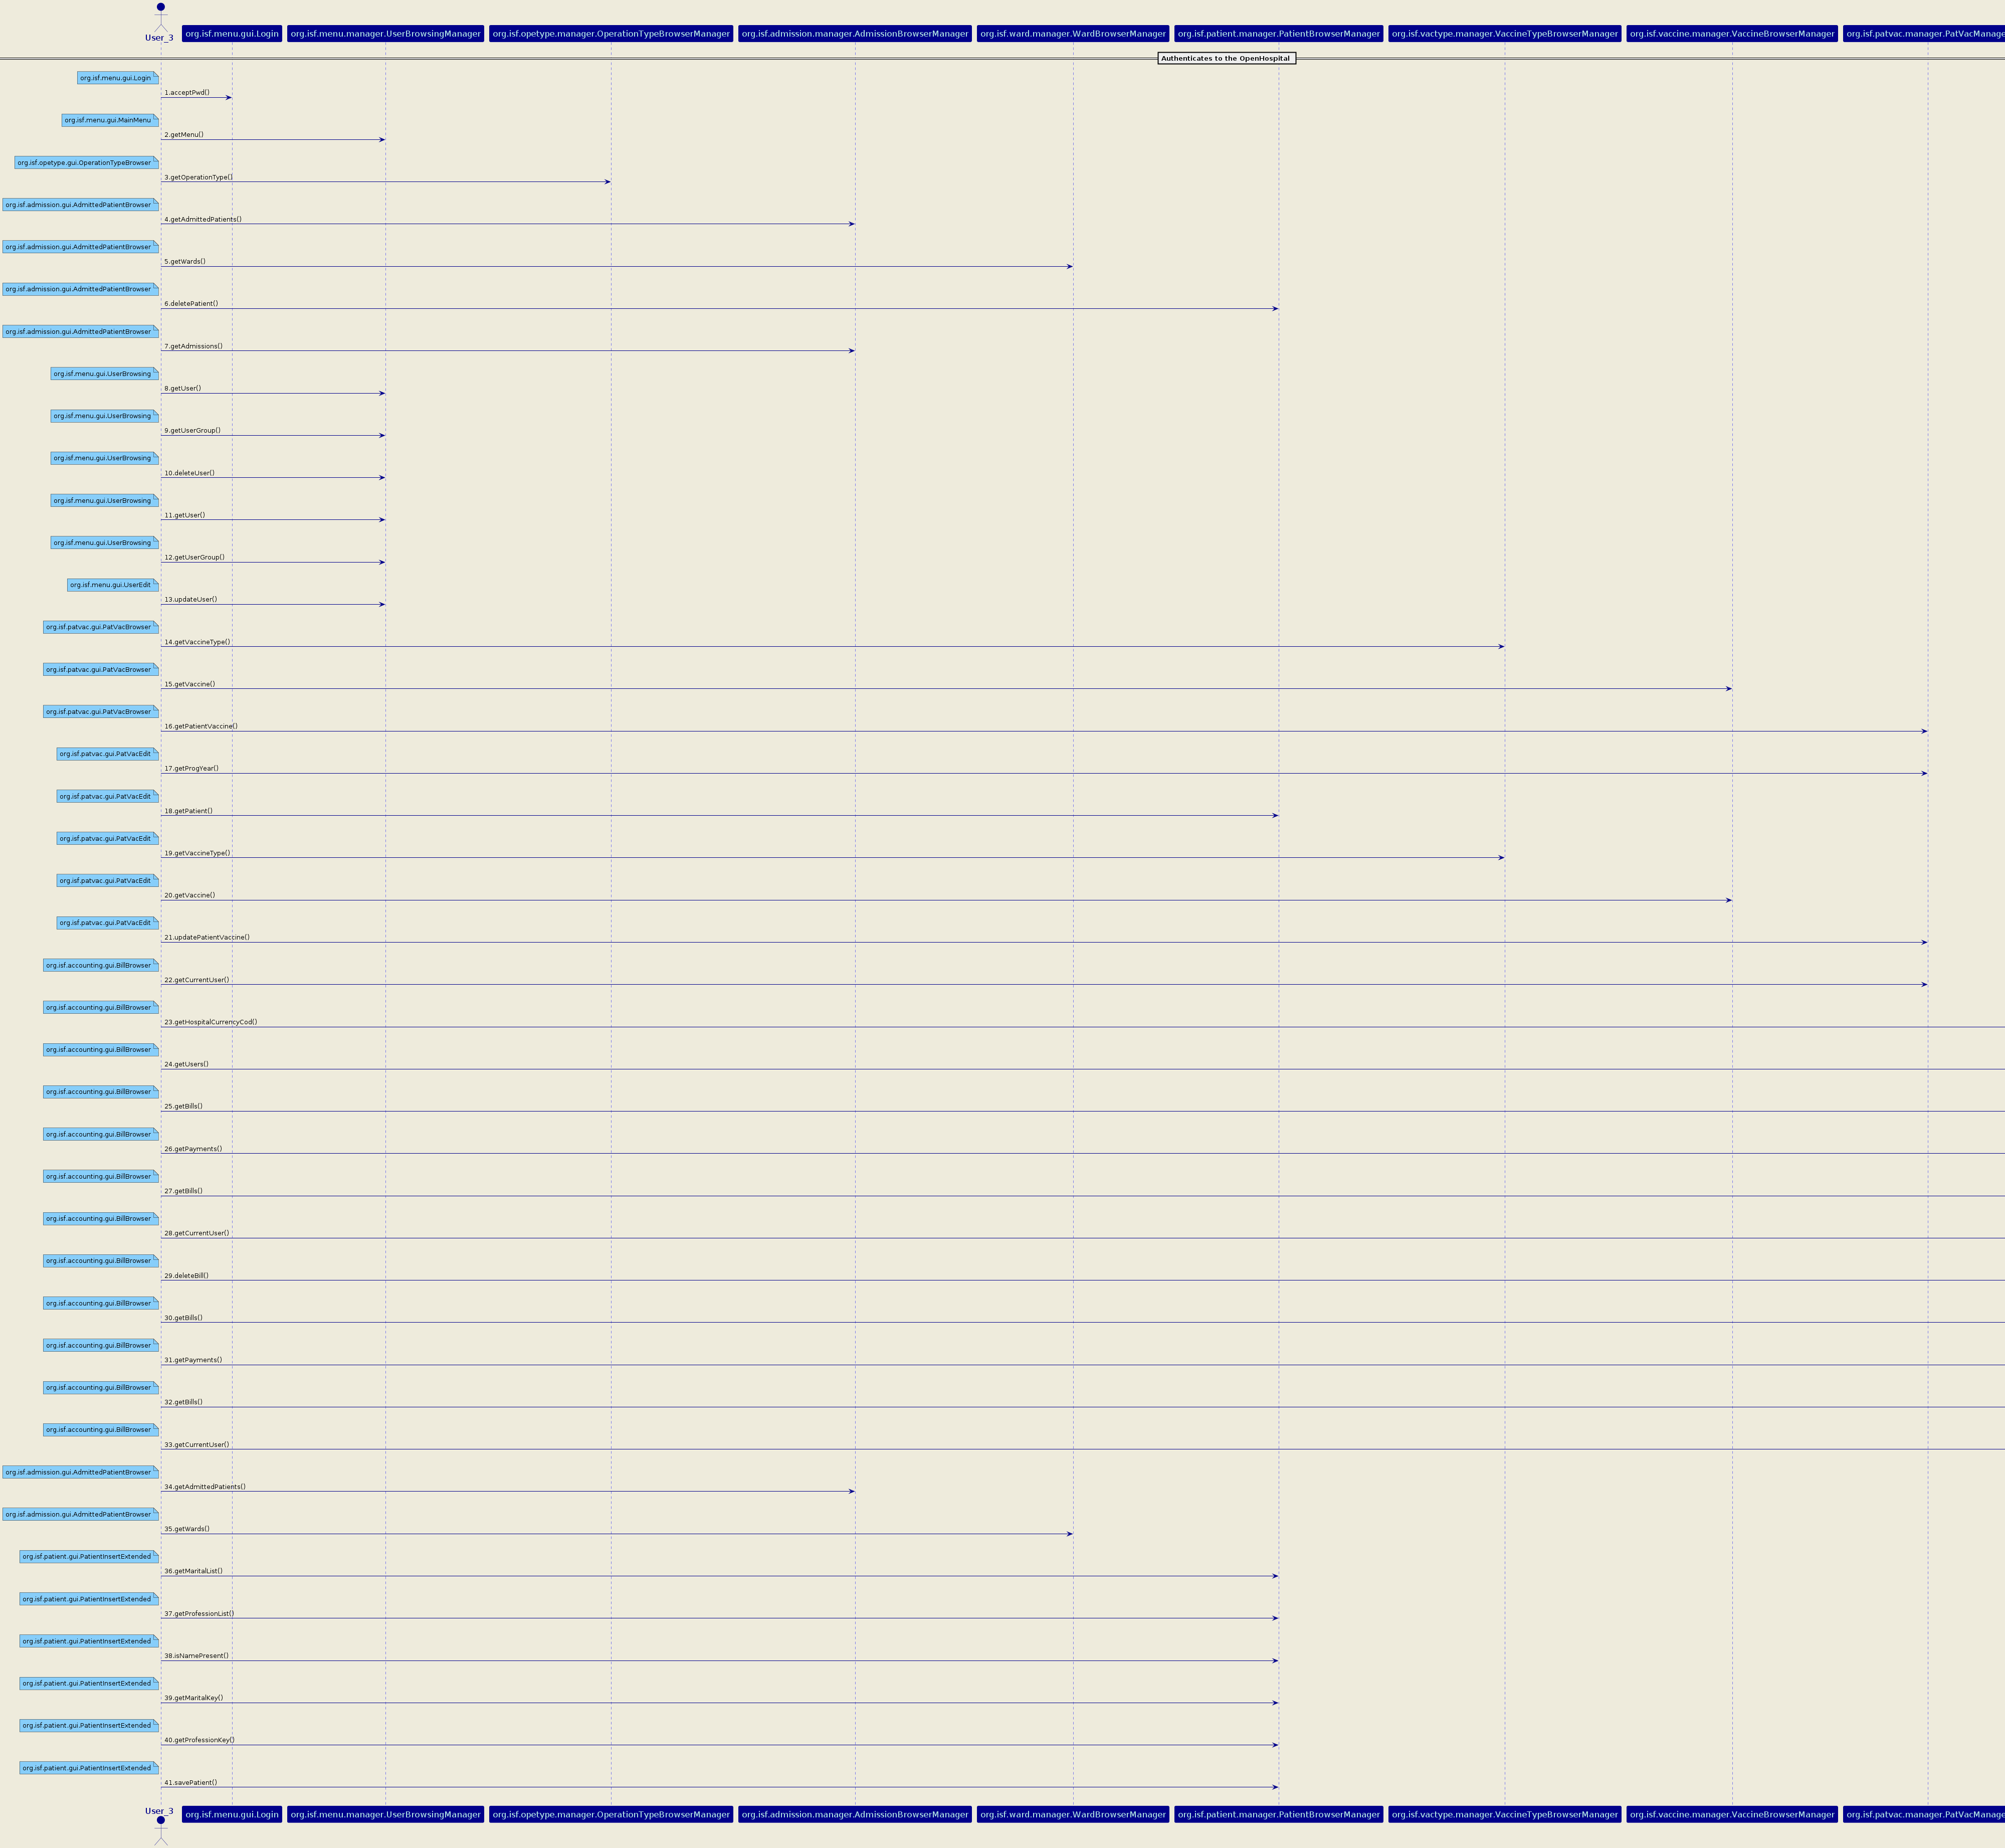 User_3
org.isf.menu.gui.Login
org.isf.menu.manager.UserBrowsingManager
org.isf.opetype.manager.OperationTypeBrowserManager
org.isf.admission.manager.AdmissionBrowserManager
org.isf.ward.manager.WardBrowserManager
org.isf.patient.manager.PatientBrowserManager
org.isf.vactype.manager.VaccineTypeBrowserManager
org.isf.vaccine.manager.VaccineBrowserManager
org.isf.patvac.manager.PatVacManage
Authenticates to the OpenHospital
org.isf.menu.gui.Login
1.acceptPwd()
org.isf.menu.gui.MainMenu
2.getMenu()
org.isf.opetype.gui.OperationTypeBrowser
3.getOperationType()
org.isf.admission.gui.AdmittedPatientBrowser
4.getAdmittedPatients()
org.isf.admission.gui.AdmittedPatientBrowser
5.getWards()
org.isf.admission.gui.AdmittedPatientBrowser
6.deletePatient()
org.isf.admission.gui.AdmittedPatientBrowser
7.getAdmissions()
org.isf.menu.gui.UserBrowsing
8.getUser()
org.isf.menu.gui.UserBrowsing
9.getUserGroup()
org.isf.menu.gui.UserBrowsing
10.deleteUser()
org.isf.menu.gui.UserBrowsing
11.getUser()
org.isf.menu.gui.UserBrowsing
12.getUserGroup()
org.isf.menu.gui.UserEdit
13.updateUser()
org.isf.patvac.gui.PatVacBrowser
14.getVaccineType()
org.isf.patvac.gui.PatVacBrowser
15.getVaccine()
org.isf.patvac.gui.PatVacBrowser
16.getPatientVaccine()
org.isf.patvac.gui.PatVacEdit
17.getProgYear()
org.isf.patvac.gui.PatVacEdit
18.getPatient()
org.isf.patvac.gui.PatVacEdit
19.getVaccineType()
org.isf.patvac.gui.PatVacEdit
20.getVaccine()
org.isf.patvac.gui.PatVacEdit
21.updatePatientVaccine()
org.isf.accounting.gui.BillBrowser
22.getCurrentUser()
org.isf.accounting.gui.BillBrowser
23.getHospitalCurrencyCod()
org.isf.accounting.gui.BillBrowser
24.getUsers()
org.isf.accounting.gui.BillBrowser
25.getBills()
org.isf.accounting.gui.BillBrowser
26.getPayments()
org.isf.accounting.gui.BillBrowser
27.getBills()
org.isf.accounting.gui.BillBrowser
28.getCurrentUser()
org.isf.accounting.gui.BillBrowser
29.deleteBill()
org.isf.accounting.gui.BillBrowser
30.getBills()
org.isf.accounting.gui.BillBrowser
31.getPayments()
org.isf.accounting.gui.BillBrowser
32.getBills()
org.isf.accounting.gui.BillBrowser
33.getCurrentUser()
org.isf.admission.gui.AdmittedPatientBrowser
34.getAdmittedPatients()
org.isf.admission.gui.AdmittedPatientBrowser
35.getWards()
org.isf.patient.gui.PatientInsertExtended
36.getMaritalList()
org.isf.patient.gui.PatientInsertExtended
37.getProfessionList()
org.isf.patient.gui.PatientInsertExtended
38.isNamePresent()
org.isf.patient.gui.PatientInsertExtended
39.getMaritalKey()
org.isf.patient.gui.PatientInsertExtended
40.getProfessionKey()
org.isf.patient.gui.PatientInsertExtended
41.savePatient()
User_3
org.isf.menu.gui.Login
org.isf.menu.manager.UserBrowsingManager
org.isf.opetype.manager.OperationTypeBrowserManager
org.isf.admission.manager.AdmissionBrowserManager
org.isf.ward.manager.WardBrowserManager
org.isf.patient.manager.PatientBrowserManager
org.isf.vactype.manager.VaccineTypeBrowserManager
org.isf.vaccine.manager.VaccineBrowserManager
org.isf.patvac.manager.PatVacManage